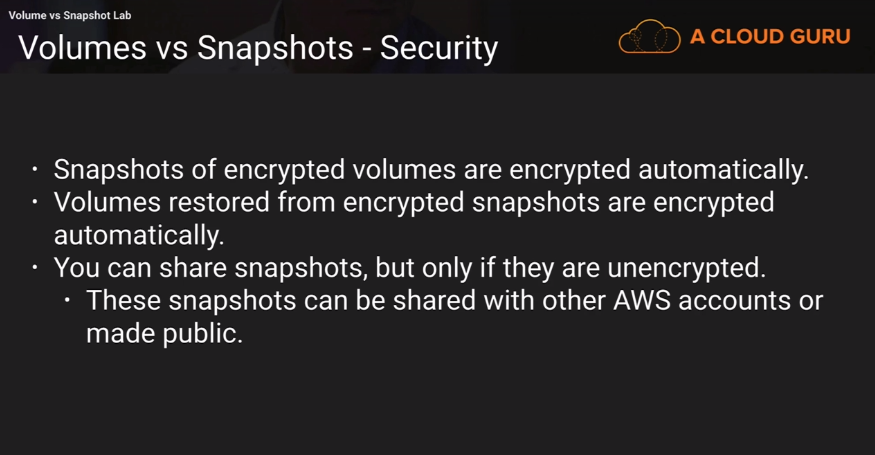 Volume vs Snapshot Lab
Volumes vs Snapshots - Security
A CLOUD GURU
• Snapshots of encrypted volumes are encrypted automatically.
• Volumes restored from encrypted snapshots are encrypted
automatically.
• You can share snapshots, but only if they are unencrypted.
• These snapshots can be shared with other AWS accounts or
made public.